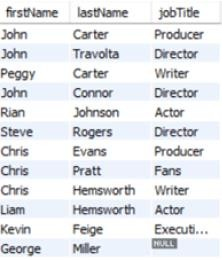 firstName lastName jobTitle
John Carter Producer
John Travolta Director
Peggy Carter Writer
John Connor Director
Rian Johnson Actor
Steve Rogers Director
Chris Evans Producer
Chris Pratt Fans
Chris Hemsworth Writer
Liam Hemsworth Actor
Kevin Feige Executi...
George Miller NULL